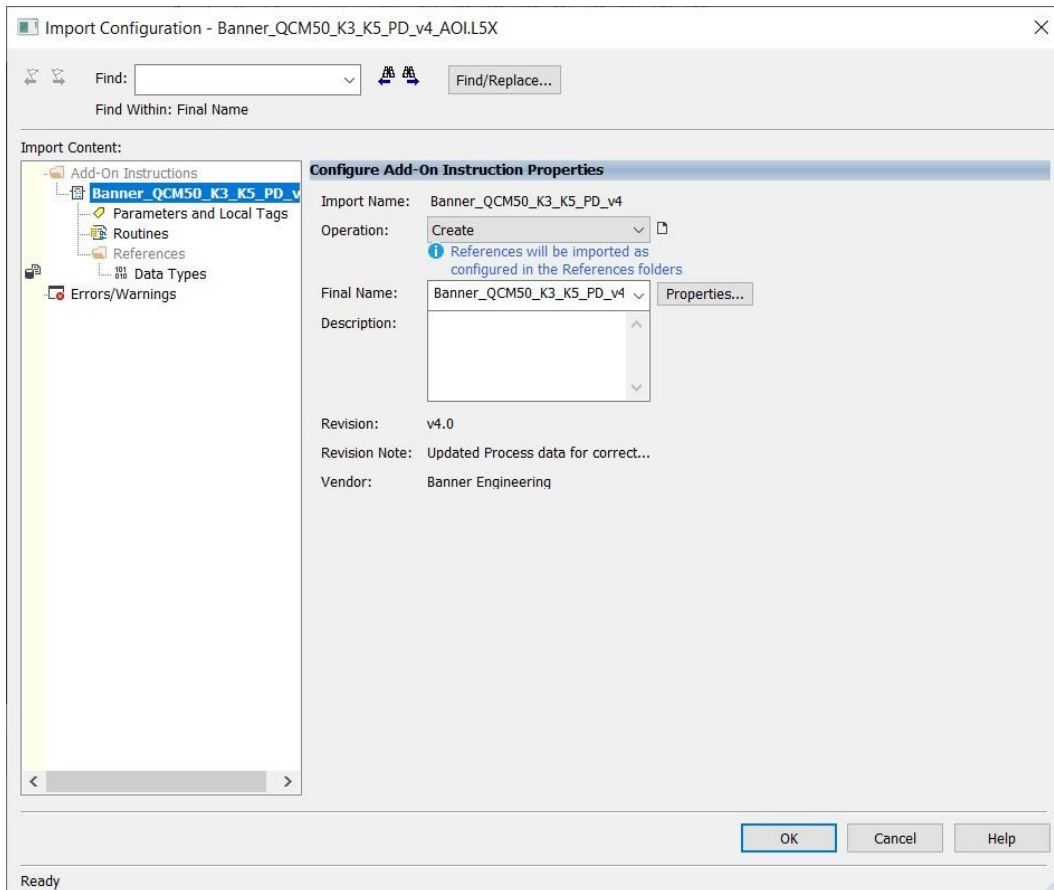 Import Configuration - Banner_QCM50_K3_K5_PD_v4_AOI.L5X
Find:
Find/Replace...
Find Within: Final Name
Import Content:
Add-On Instructions
Banner_QCM50_K3_K5_PD_v
Parameters and Local Tags
Routines
References
Data Types
Errors/Warnings
Configure Add-On Instruction Properties
Import Name: Banner_QCM50_K3_K5_PD_v4
Operation: Create
References will be imported as
configured in the References folders
Final Name: Banner_QCM50_K3_K5_PD_v4 Properties...
Description:
Revision: v4.0
Revision Note: Updated Process data for correct...
Vendor: Banner Engineering
OK Cancel Help
Ready